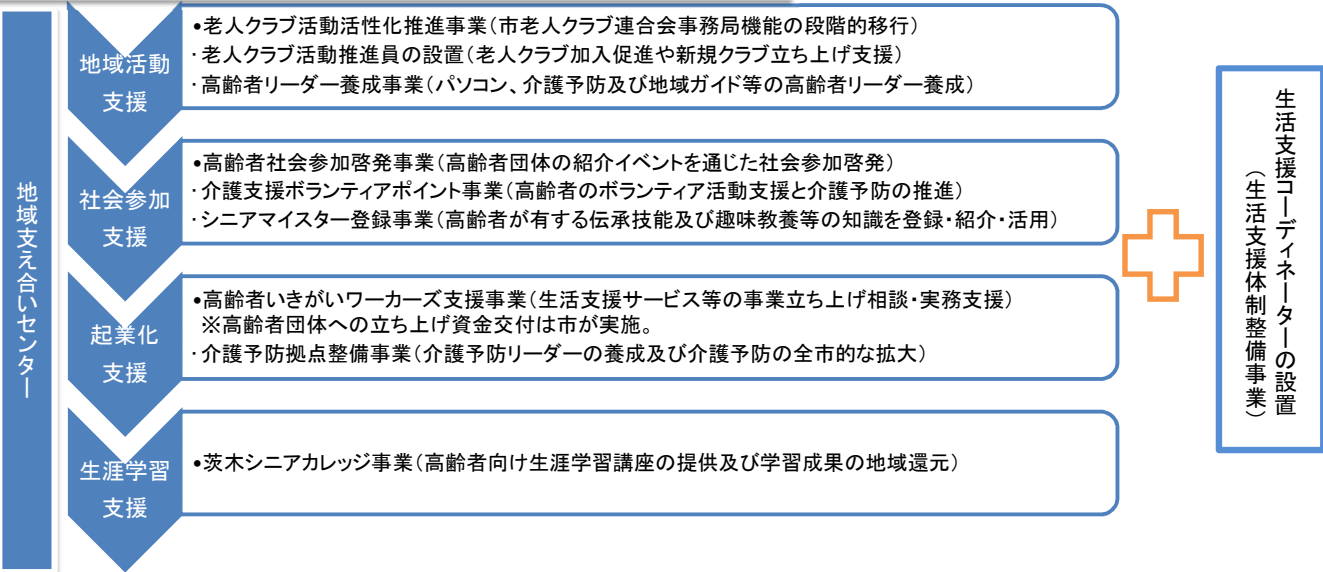 地域支え合いセンター
地域活動
支援
•老人クラブ活動活性化推進事業(市老人クラブ連合会事務局機能の段階的移行)
・老人クラブ活動推進員の設置(老人クラブ加入促進や新規クラブ立ち上げ支援)
・高齢者リーダー養成事業(パソコン、介護予防及び地域ガイド等の高齢者リーダー養成)
社会参加
支援
•高齢者社会参加啓発事業(高齢者団体の紹介イベントを通じた社会参加啓発)
・介護支援ボランティアポイント事業(高齢者のボランティア活動支援と介護予防の推進)
・シニアマイスター登録事業(高齢者が有する伝承技能及び趣味教養等の知識を登録・紹介・活用)
起業化
支援
•高齢者いきがいワーカーズ支援事業(生活支援サービス等の事業立ち上げ相談・実務支援)
※高齢者団体への立ち上げ資金交付は市が実施。
・介護予防拠点整備事業(介護予防リーダーの養成及び介護予防の全市的な拡大)
生涯学習
支援
•茨木シニアカレッジ事業(高齢者向け生涯学習講座の提供及び学習成果の地域還元)
生活支援コーディネーターの設置
(生活支援体制整備事業)